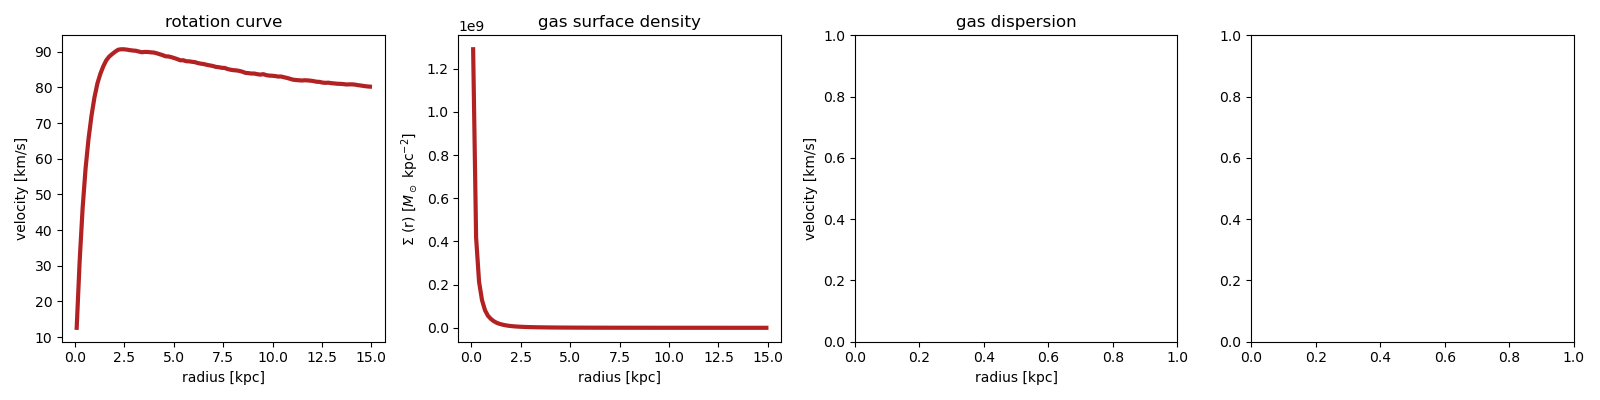 rotation curve
velocity [km/s]
90
80
70
60
50
40
30
20
10
0.0 2.5 5.0 7.5 10.0 12.5 15.0
radius [kpc]
gas surface density
1e9
Σ (r) [M⊙ kpc⁻²]
1.2
1.0
0.8
0.6
0.4
0.2
0.0
0.0 2.5 5.0 7.5 10.0 12.5 15.0
radius [kpc]
gas dispersion
velocity [km/s]
1.0
0.8
0.6
0.4
0.2
0.0
0.0 0.2 0.4 0.6 0.8 1.0
radius [kpc]
1.0
0.8
0.6
0.4
0.2
0.0
0.0 0.2 0.4 0.6 0.8 1.0